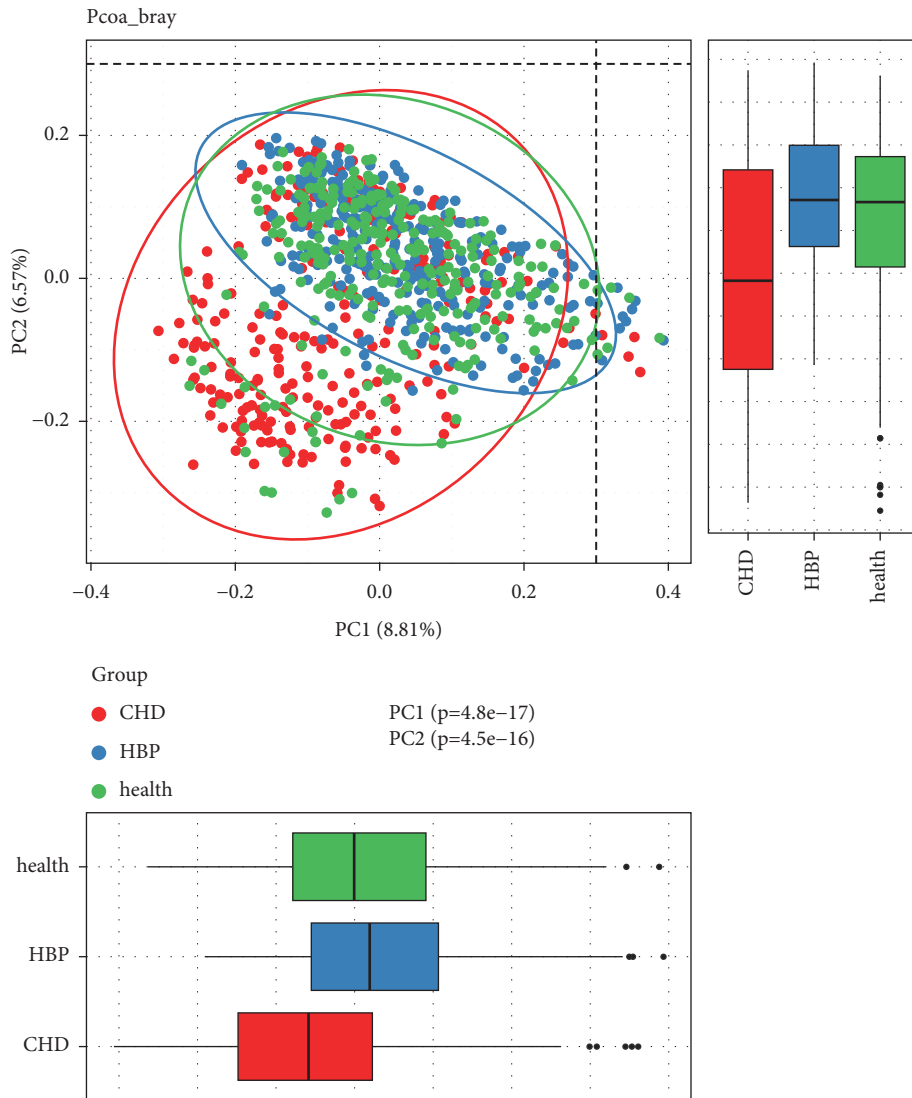 Pcoa_bray
PC2 (6.57%)
0.2
0.0
−0.2
−0.4
−0.2
0.0
0.2
0.4
PC1 (8.81%)
CHD
HBP
health
Group
CHD
HBP
health
PC1 (p=4.8e−17)
PC2 (p=4.5e−16)
health
HBP
CHD